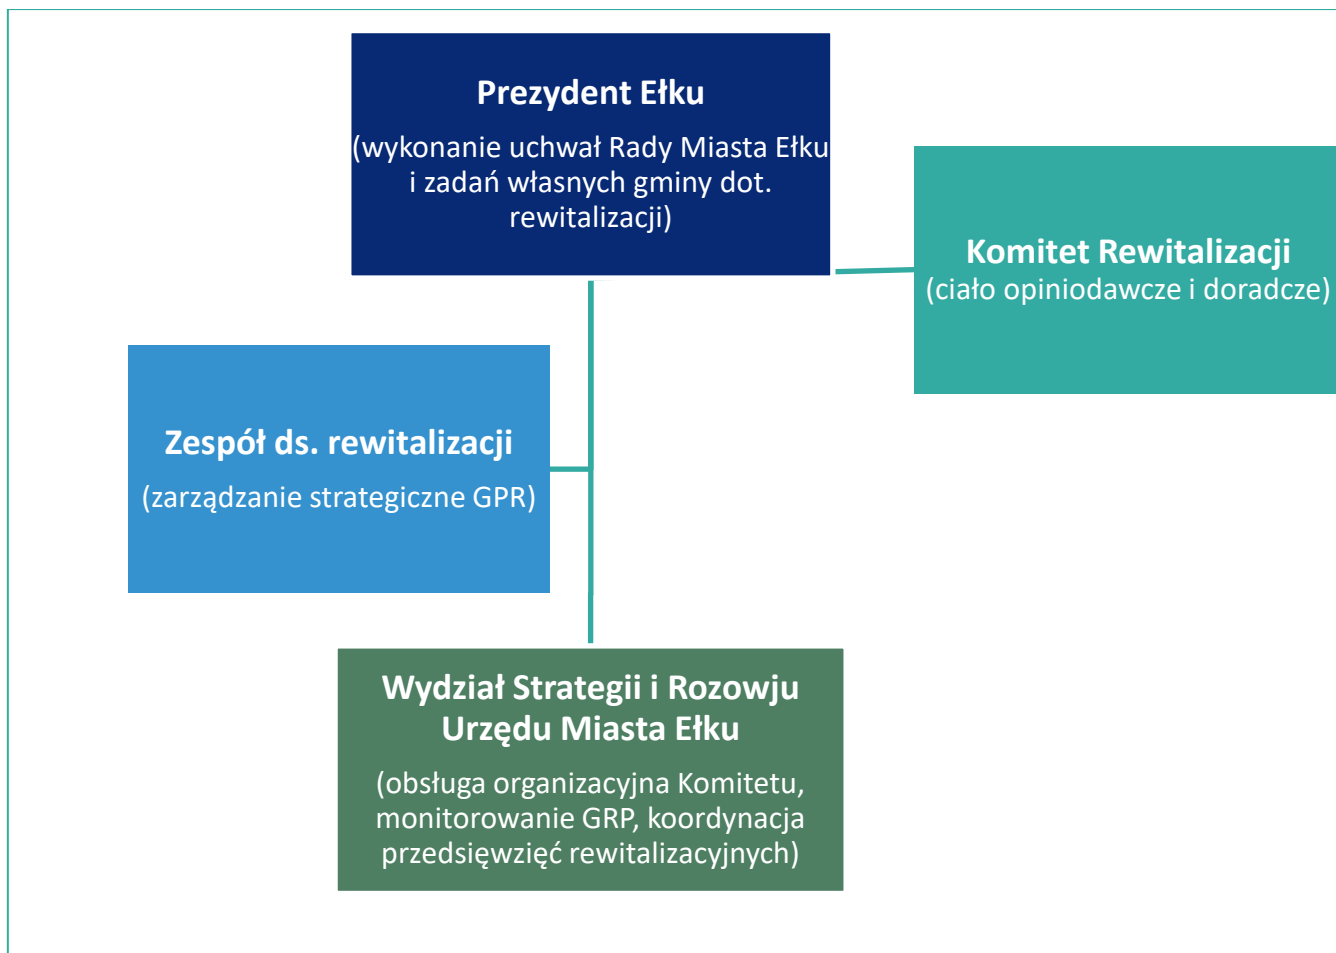 Prezydent Ełku
(wykonanie uchwał Rady Miasta Ełku
i zadań własnych gminy dot.
rewitalizacji)
Komitet Rewitalizacji
(ciało opiniodawcze i doradcze)
Zespół ds. rewitalizacji
(zarządzanie strategiczne GPR)
Wydział Strategii i Rozowju
Urzędu Miasta Ełku
(obsługa organizacyjna Komitetu,
monitorowanie GRP, koordynacja
przedsięwzięć rewitalizacyjnych)